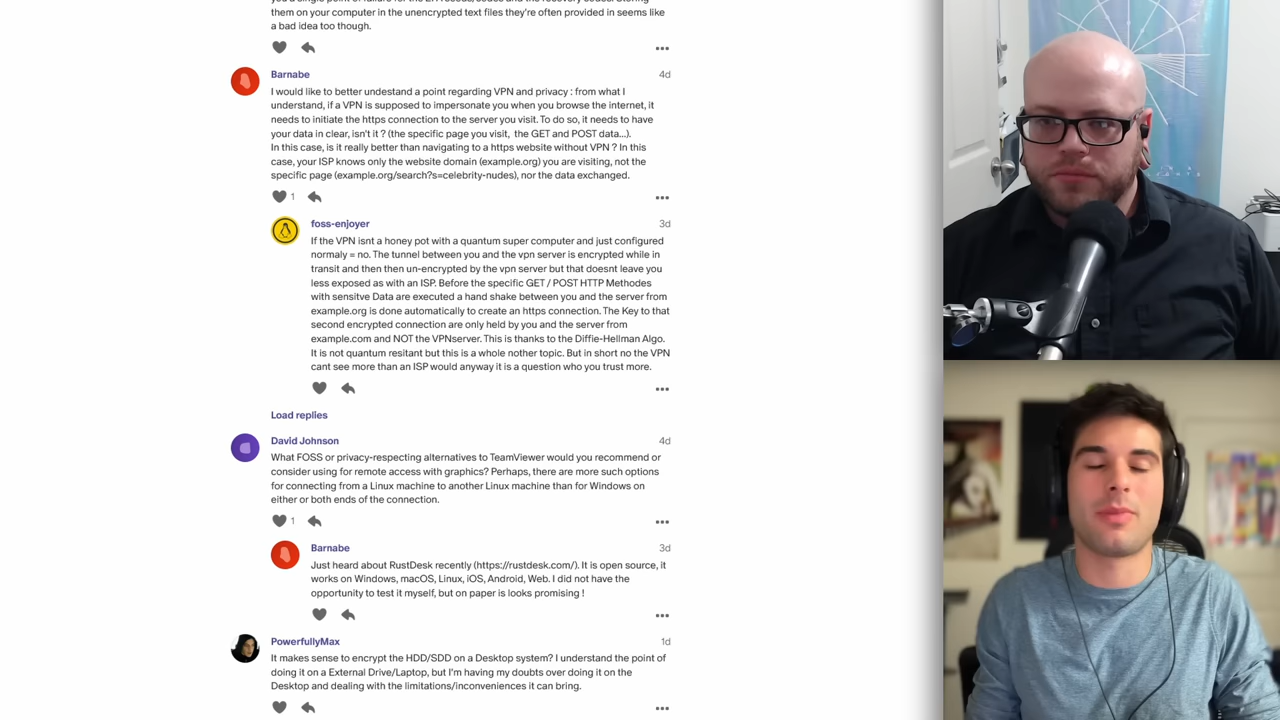 them on your computer in the unencrypted text files they're often provided in seems like
a bad idea too though.
Barnabe 4d
I would like to better undestand a point regarding VPN and privacy : from what I
understand, if a VPN is supposed to impersonate you when you browse the internet, it
needs to initiate the https connection to the server you visit. To do so, it needs to have
your data in clear, isn't it ? (the specific page you visit, the GET and POST data...).
In this case, is it really better than navigating to a https website without VPN ? In this
case, your ISP knows only the website domain (example.org) you are visiting, not the
specific page (example.org/search?s=celebrity-nudes), nor the data exchanged.
1
foss-enjoyer 3d
If the VPN isnt a honey pot with a quantum super computer and just configured
normaly = no. The tunnel between you and the vpn server is encrypted while in
transit and then then un-encrypted by the vpn server but that doesnt leave you
less exposed as with an ISP. Before the specific GET / POST HTTP Methodes
with sensitve Data are executed a hand shake between you and the server from
example.org is done automatically to create an https connection. The Key to that
second encrypted connection are only held by you and the server from
example.com and NOT the VPNserver. This is thanks to the Diffie-Hellman Algo.
It is not quantum resitant but this is a whole nother topic. But in short no the VPN
cant see more than an ISP would anyway it is a question who you trust more.
Load replies
David Johnson 4d
What FOSS or privacy-respecting alternatives to TeamViewer would you recommend or
consider using for remote access with graphics? Perhaps, there are more such options
for connecting from a Linux machine to another Linux machine than for Windows on
either or both ends of the connection.
1
Barnabe 3d
Just heard about RustDesk recently (https://rustdesk.com/). It is open source, it
works on Windows, macOS, Linux, iOS, Android, Web. I did not have the
opportunity to test it myself, but on paper is looks promising !
PowerfullyMax 1d
It makes sense to encrypt the HDD/SDD on a Desktop system? I understand the point of
doing it on a External Drive/Laptop, but I'm having my doubts over doing it on the
Desktop and dealing with the limitations/inconveniences it can bring.